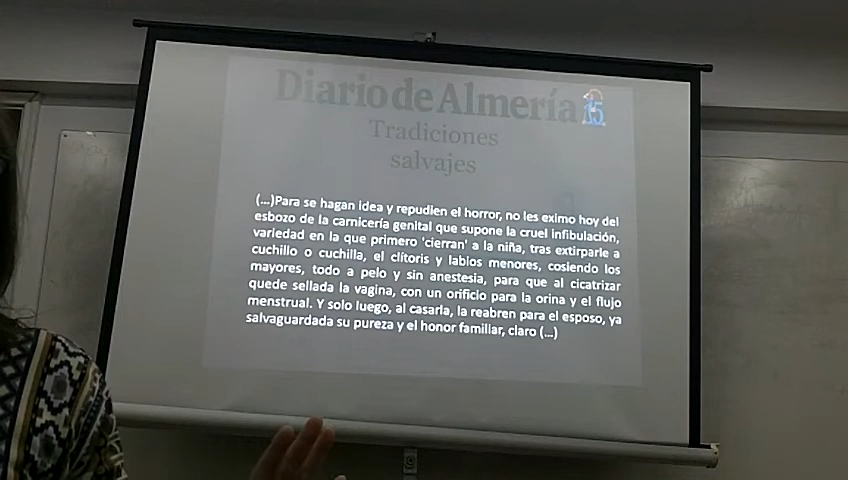 Diario de Almería 15
Tradiciones
salvajes
(...)Para se hagan idea y repudien el horror, no les eximo hoy del
esbozo de la carnicería genital que supone la cruel infibulación,
variedad en la que primero 'cierran' a la niña, tras extirparle a
cuchillo o cuchilla, el clítoris y labios menores, cosiendo los
mayores, todo a pelo y sin anestesia, para que al cicatrizar
quede sellada la vagina, con un orificio para la orina y el flujo
menstrual. Y solo luego, al casarla, la reabren para el esposo, ya
salvaguardada su pureza y el honor familiar, claro (...)